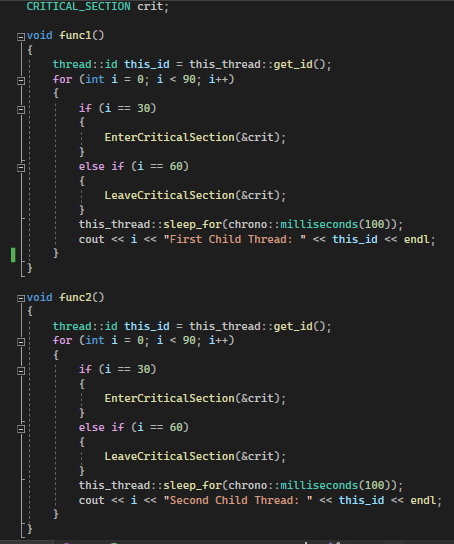 CRITICAL_SECTION crit;
void func1()
{
thread::id this_id = this_thread::get_id();
for (int i = 0; i < 90; i++)
{
if (i == 30)
{
EnterCriticalSection(&crit);
}
else if (i == 60)
{
LeaveCriticalSection(&crit);
}
this_thread::sleep_for(chrono::milliseconds(100));
cout << i << "First Child Thread: " << this_id << endl;
}
}
void func2()
{
thread::id this_id = this_thread::get_id();
for (int i = 0; i < 90; i++)
{
if (i == 30)
{
EnterCriticalSection(&crit);
}
else if (i == 60)
{
LeaveCriticalSection(&crit);
}
this_thread::sleep_for(chrono::milliseconds(100));
cout << i << "Second Child Thread: " << this_id << endl;
}
}